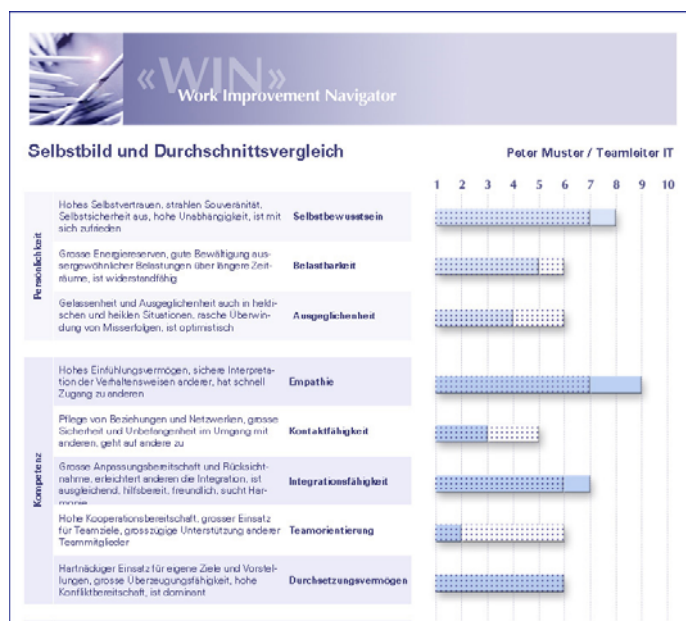 «WIN»
Work Improvement Navigator
Selbstbild und Durchschnittsvergleich
Peter Muster / Teamleiter IT
1 2 3 4 5 6 7 8 9 10
Persönlichkeit
Hohes Selbstvertrauen, strahlen Souveränität,
Selbstsicherheit aus, hohe Unabhängigkeit, ist mit
sich zufrieden
Selbstbewusstsein
Grosse Energiereserven, gute Bewältigung aus-
sergewöhnlicher Belastungen über längere Zeit-
räume, ist widerstandfähig
Belastbarkeit
Gelassenheit und Ausgeglichenheit auch in hekti-
schen und heiklen Situationen, rasche Überwin-
dung von Misserfolgen, ist optimistisch
Ausgeglichenheit
Kompetenz
Hohes Einfühlungsvermögen, sichere Interpreta-
tion der Verhaltensweisen anderer, hat schnell
Zugang zu anderen
Empathie
Pflege von Beziehungen und Netzwerken, grosse
Sicherheit und Unbefangenheit im Umgang mit
anderen, geht auf andere zu
Kontaktfähigkeit
Grosse Anpassungsbereitschaft und Rücksicht-
nahme, erleichtert anderen die Integration, ist
ausgleichend, hilfsbereit, freundlich, sucht Har-
monie
Integrationsfähigkeit
Hohe Kooperationsbereitschaft, grosser Einsatz
für Teamziele, grosszügige Unterstützung anderer
Teammitglieder
Teamorientierung
Hartnäckiger Einsatz für eigene Ziele und Vorstel-
lungen, grosse Überzeugungsfähigkeit, hohe
Konfliktbereitschaft, ist dominant
Durchsetzungsvermögen